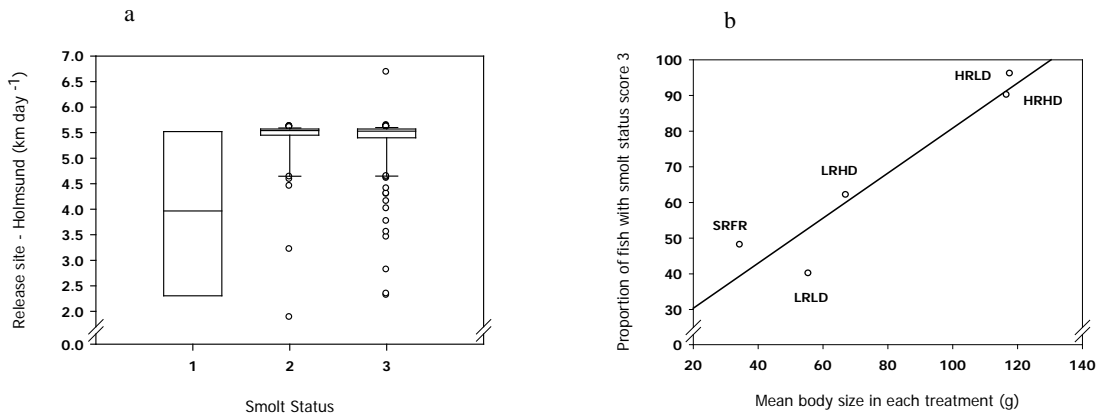 a
Release site - Holmsund (km day -1)
7.0
6.5
6.0
5.5
5.0
4.5
4.0
3.5
3.0
2.5
2.0
0.0
1 2 3
Smolt Status
b
Proportion of fish with smolt status score 3
100
90
80
70
60
50
40
30
0
HRLD
HRHD
LRHD
SRFR
LRLD
20 40 60 80 100 120 140
Mean body size in each treatment (g)